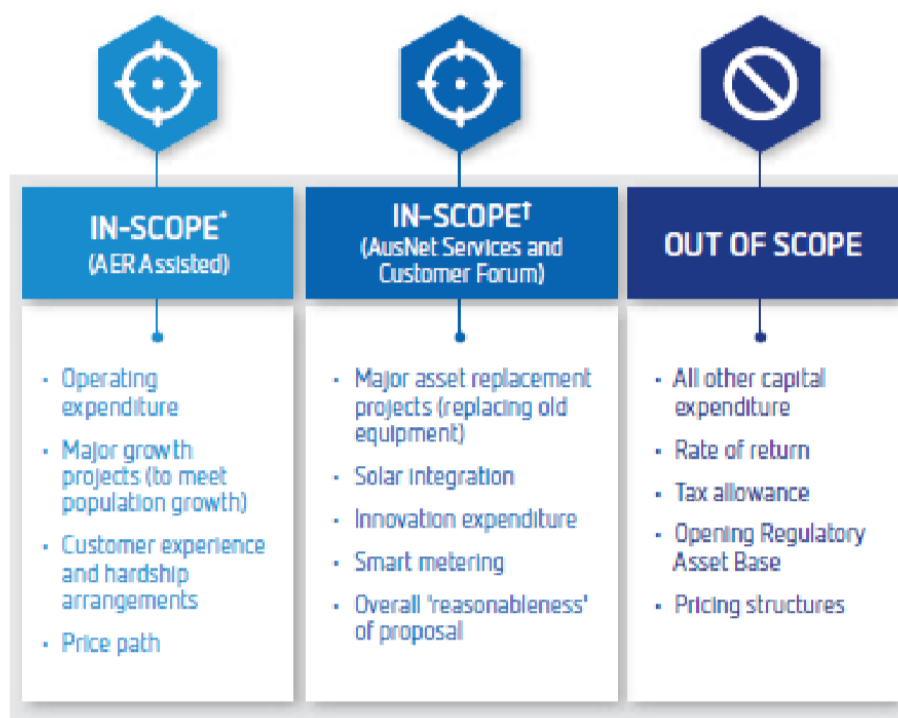 IN-SCOPE*
(AER Assisted)
• Operating
expenditure
• Major growth
projects (to meet
population growth)
• Customer experience
and hardship
arrangements
• Price path
IN-SCOPE†
(AusNet Services and
Customer Forum)
• Major asset replacement
projects (replacing old
equipment)
• Solar integration
• Innovation expenditure
• Smart metering
• Overall 'reasonableness'
of proposal
OUT OF SCOPE
• All other capital
expenditure
• Rate of return
• Tax allowance
• Opening Regulatory
Asset Base
• Pricing structures